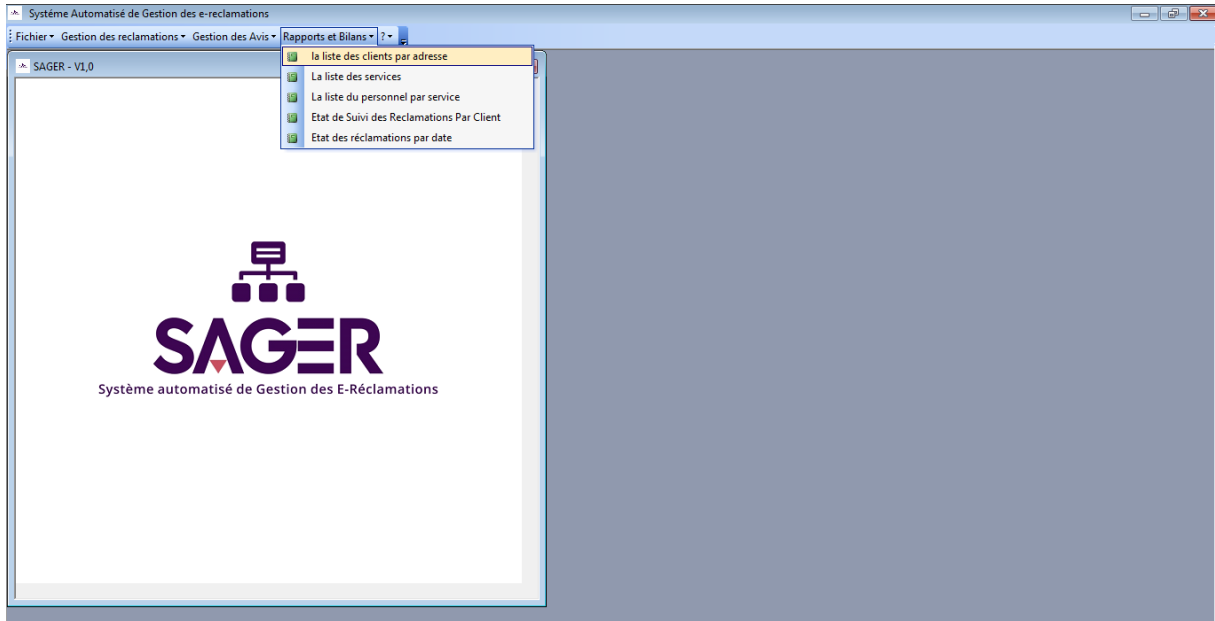 Systéme Automatisé de Gestion des e-reclamations
Fichier Gestion des reclamations Gestion des Avis Rapports et Bilans ?
la liste des clients par adresse
SAGER - V1,0
La liste des services
La liste du personnel par service
Etat de Suivi des Reclamations Par Client
Etat des réclamations par date
SAGER
Système automatisé de Gestion des E-Réclamations